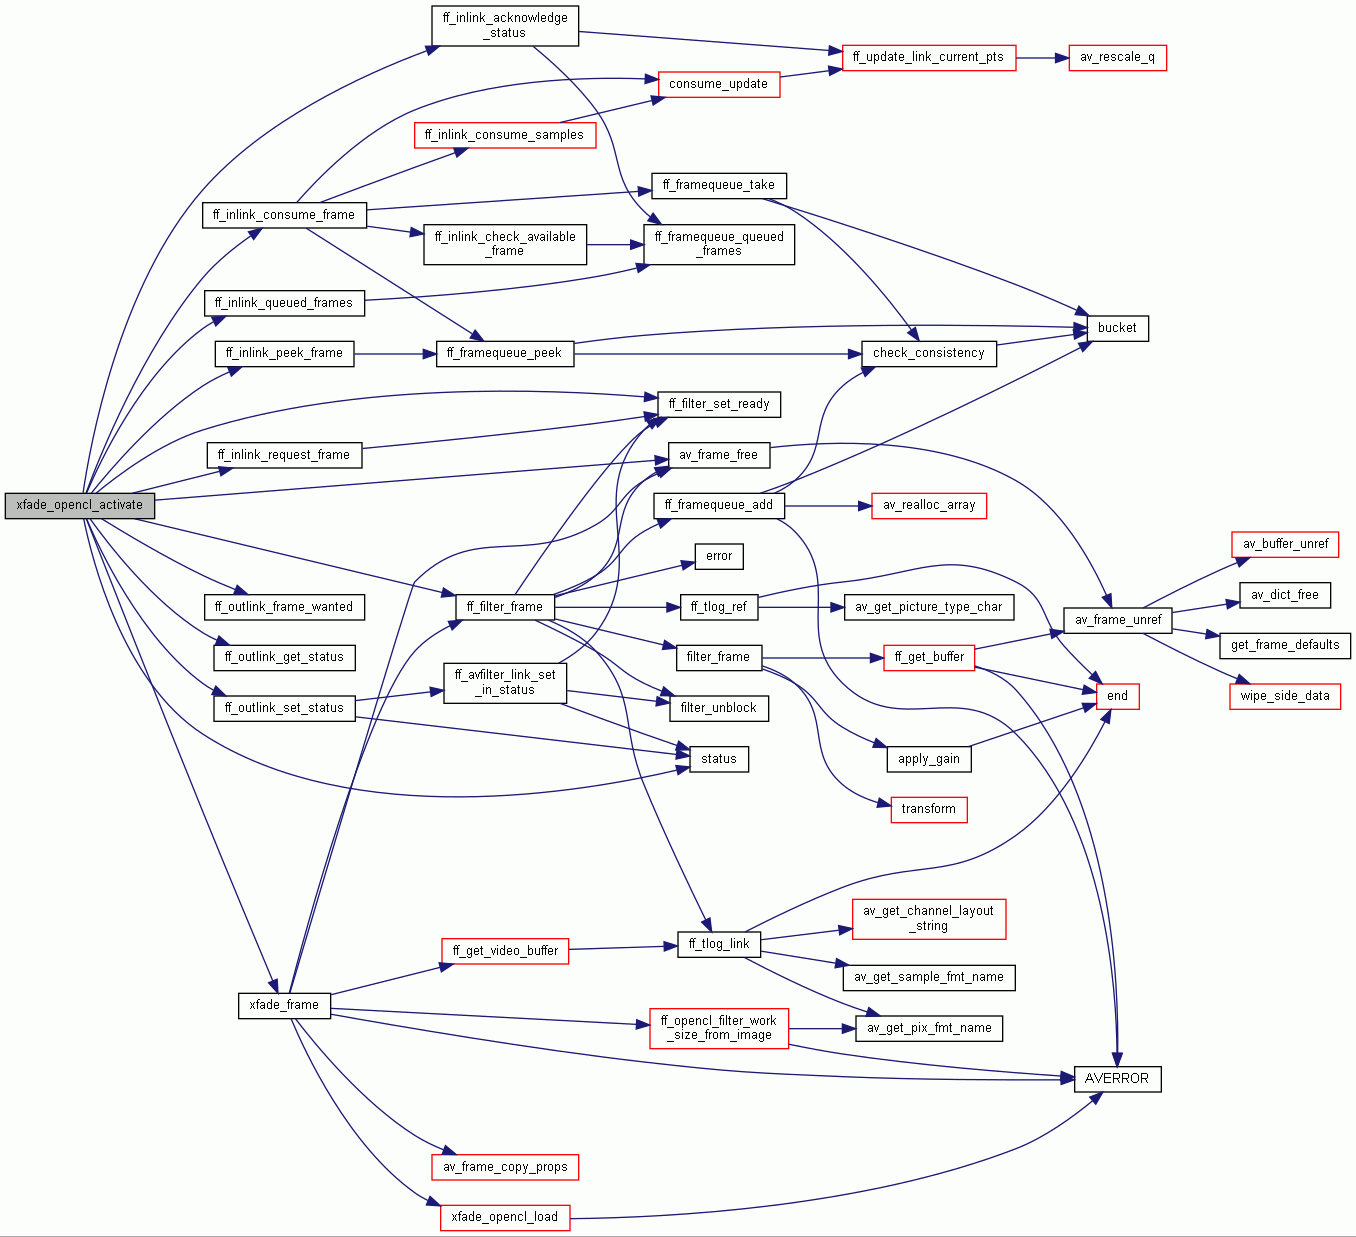 ff_inlink_acknowledge
_status
ff_update_link_current_pts
av_rescale_q
consume_update
ff_inlink_consume_samples
ff_framequeue_take
ff_inlink_consume_frame
ff_inlink_check_available
_frame
ff_framequeue_queued
_frames
ff_inlink_queued_frames
bucket
ff_inlink_peek_frame
ff_framequeue_peek
check_consistency
ff_filter_set_ready
ff_inlink_request_frame
av_frame_free
xfade_opencl_activate
ff_framequeue_add
av_realloc_array
error
av_buffer_unref
ff_outlink_frame_wanted
ff_filter_frame
ff_tlog_ref
av_get_picture_type_char
av_dict_free
av_frame_unref
get_frame_defaults
ff_outlink_get_status
filter_frame
ff_get_buffer
ff_avfilter_link_set
_in_status
end
wipe_side_data
ff_outlink_set_status
filter_unblock
status
apply_gain
transform
av_get_channel_layout
_string
ff_get_video_buffer
ff_tlog_link
av_get_sample_fmt_name
xfade_frame
ff_opencl_filter_work
_size_from_image
av_get_pix_fmt_name
AVERROR
av_frame_copy_props
xfade_opencl_load